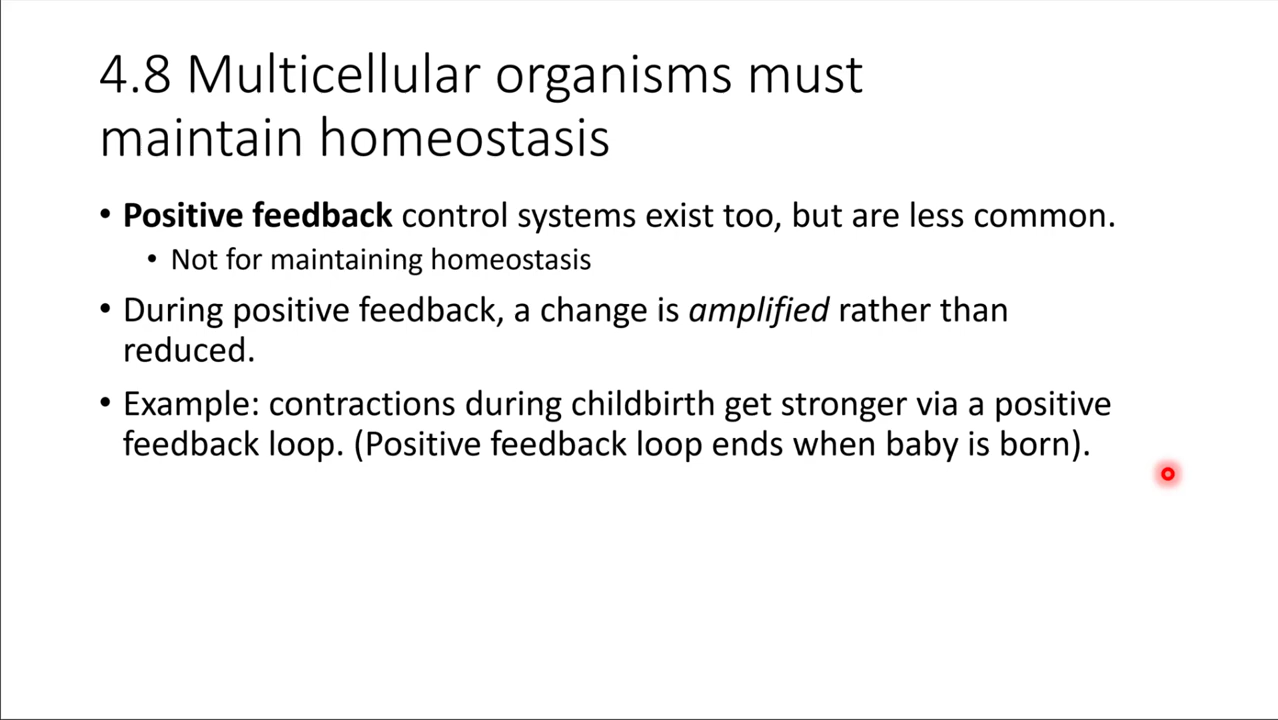 4.8 Multicellular organisms must
maintain homeostasis
• Positive feedback control systems exist too, but are less common.
• Not for maintaining homeostasis
• During positive feedback, a change is amplified rather than
reduced.
• Example: contractions during childbirth get stronger via a positive
feedback loop. (Positive feedback loop ends when baby is born).